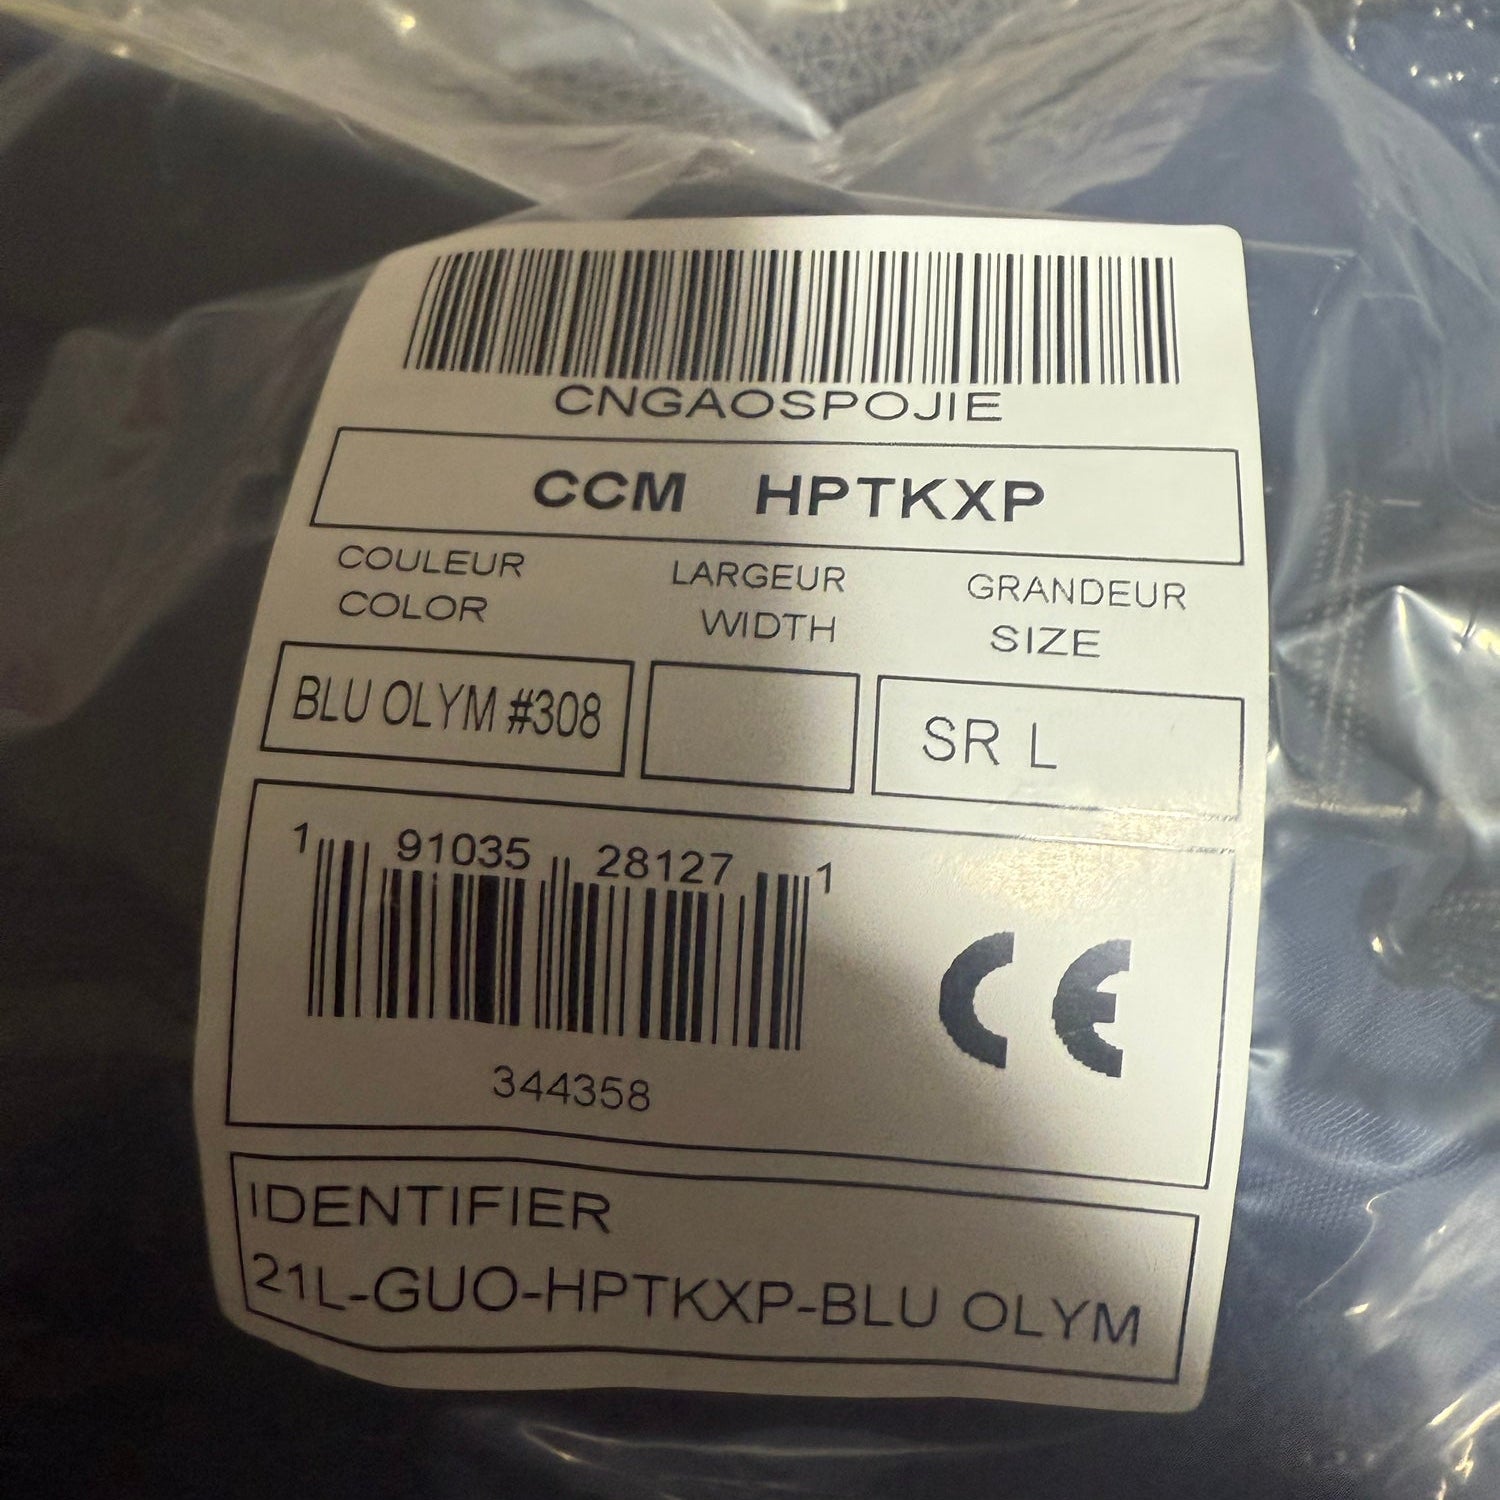 CNGAOSPOJIE
CCM HPTKXP
COULEUR
COLOR
LARGEUR
WIDTH
GRANDEUR
SIZE
BLU OLYM #308
SR L
1 91035 28127 1
344358
CE
IDENTIFIER
21L-GUO-HPTKXP-BLU OLYM